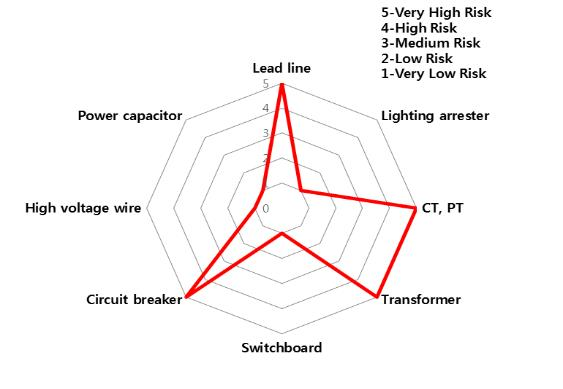 5-Very High Risk
4-High Risk
3-Medium Risk
2-Low Risk
1-Very Low Risk
Lead line
5
Power capacitor
4
Lighting arrester
3
2
High voltage wire
0
CT, PT
Circuit breaker
Transformer
Switchboard